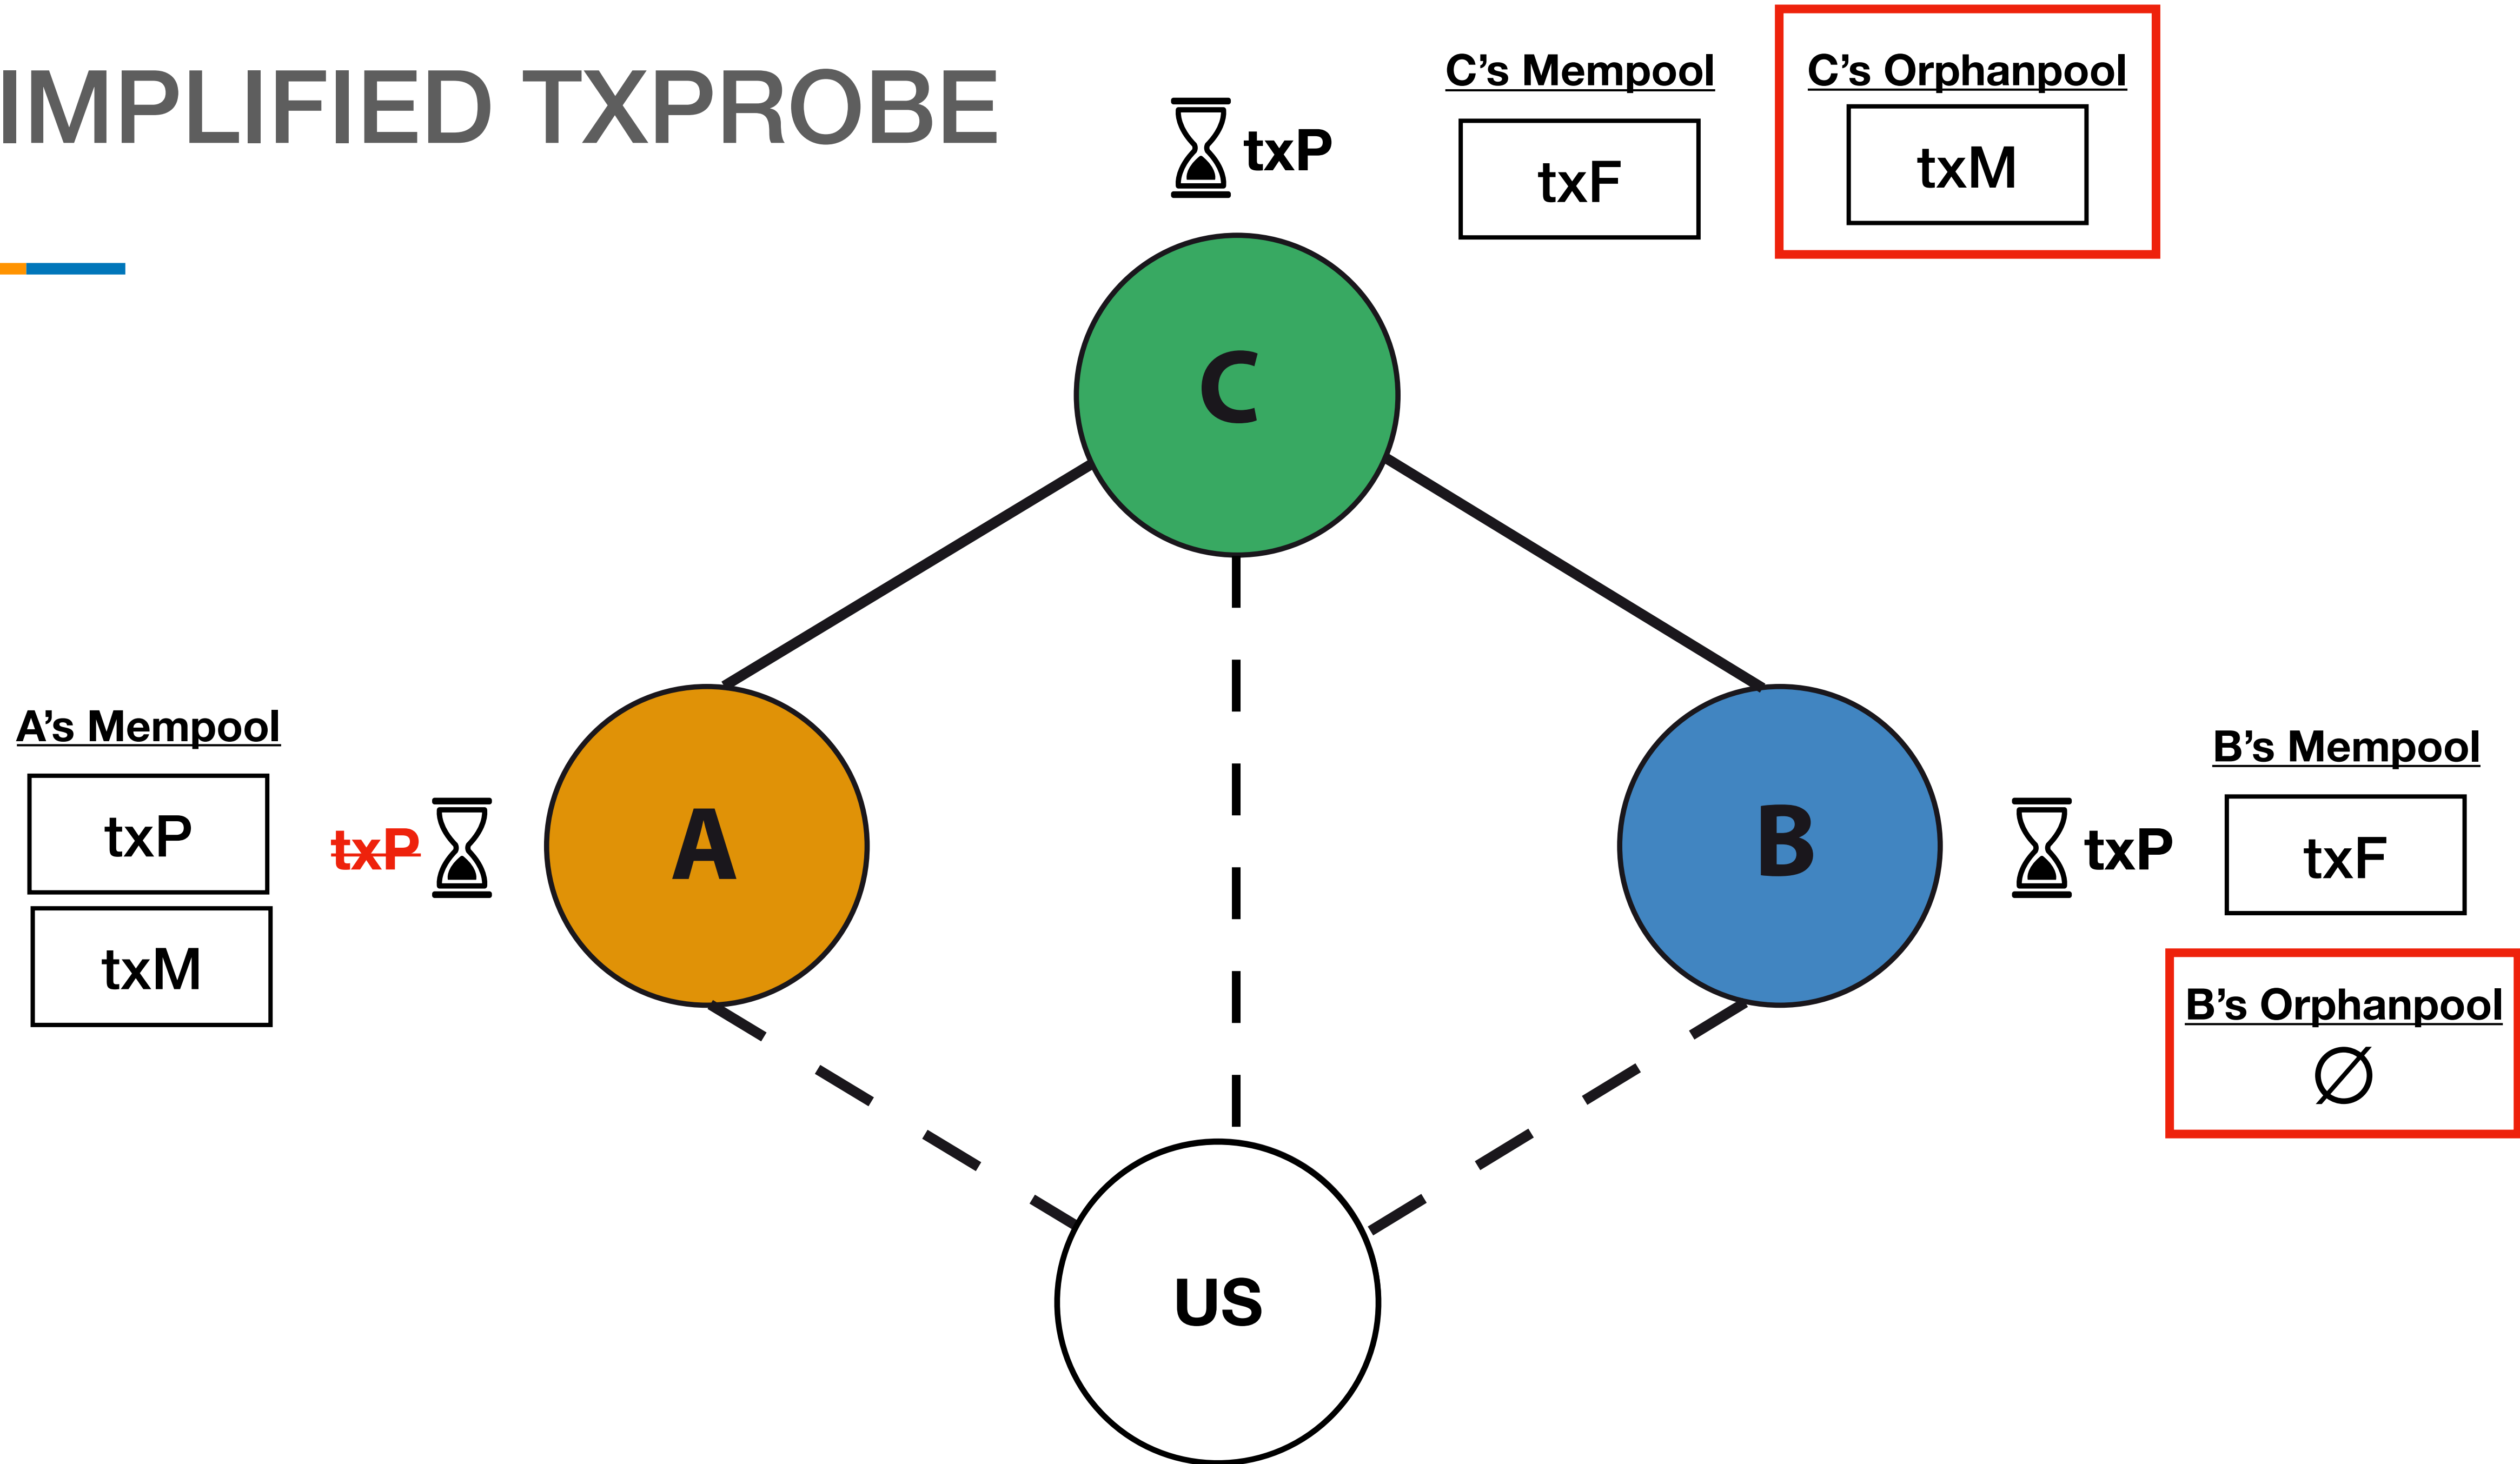 IMPLIFIED TXPROBE
txP
C's Mempool
txF
C's Orphanpool
txM
C
A's Mempool
txP
txM
txP
A
B
txP
B's Mempool
txF
B's Orphanpool
∅
US